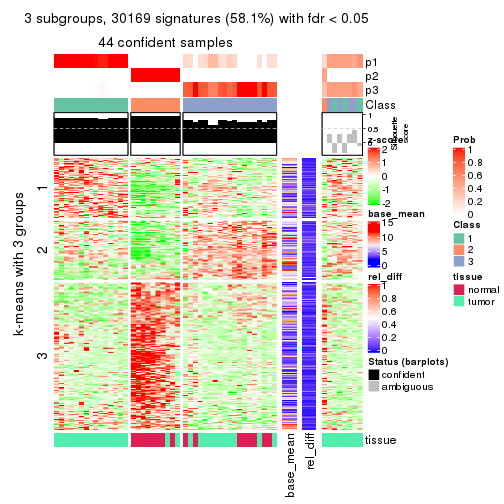 3 subgroups, 30169 signatures (58.1%) with fdr < 0.05
44 confident samples
p1
p2
p3
Class
1
0.5
0
Silhouette score
k-means with 3 groups
1
2
3
base_mean
rel_diff
tissue
z-score
2
1
0
-1
-2
base_mean
15
10
5
0
rel_diff
1
0.8
0.6
0.4
0.2
0
Status (barplots)
confident
ambiguous
Prob
1
0.8
0.6
0.4
0.2
0
Class
1
2
3
tissue
normal
tumor